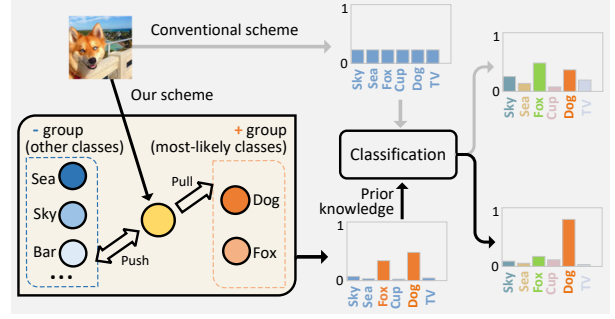 Conventional scheme
Our scheme
- group
(other classes)
+ group
(most-likely classes)
Sea
Sky
Bar
...
Pull
Push
Dog
Fox
1
0
Sky
Sea
Fox
Cup
Dog
TV
Classification
Prior
knowledge
1
0
Sky
Sea
Fox
Cup
Dog
TV
1
0
Sky
Sea
Fox
Cup
Dog
TV
1
0
Sky
Sea
Fox
Cup
Dog
TV